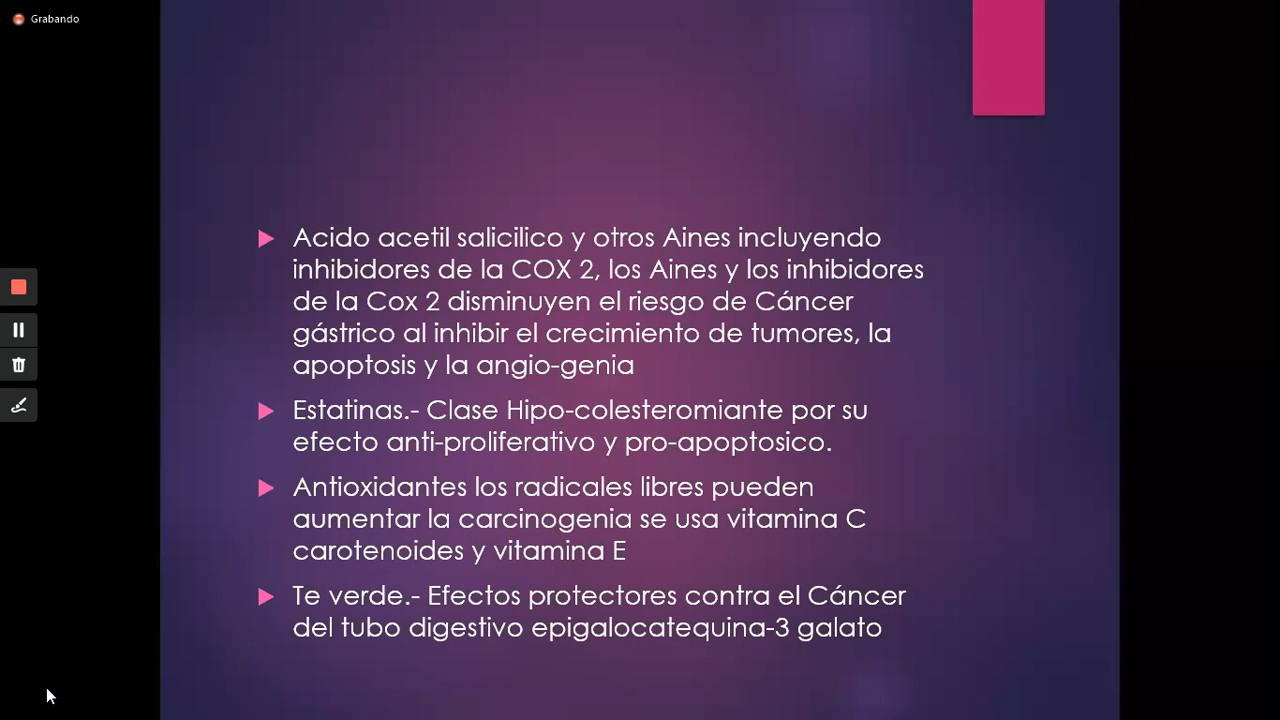 Grabando
Acido acetil salicilico y otros Aines incluyendo
inhibidores de la COX 2, los Aines y los inhibidores
de la Cox 2 disminuyen el riesgo de Cáncer
gástrico al inhibir el crecimiento de tumores, la
apoptosis y la angio-genia
Estatinas.- Clase Hipo-colesteromiante por su
efecto anti-proliferativo y pro-apoptosico.
Antioxidantes los radicales libres pueden
aumentar la carcinogenia se usa vitamina C
carotenoides y vitamina E
Te verde.- Efectos protectores contra el Cáncer
del tubo digestivo epigalocatequina-3 galato